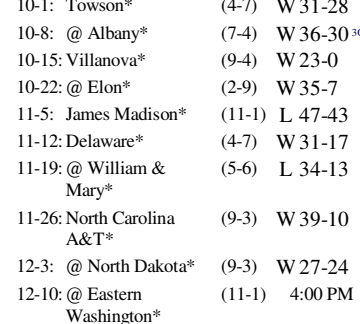 10-1: Towson* (4-7) W 31-28
10-8: @ Albany* (7-4) W 36-30 
10-15: Villanova* (9-4) W 23-0
10-22: @ Elon* (2-9) W 35-7
11-5: James Madison* (11-1) L 47-43
11-12: Delaware* (4-7) W 31-17
11-19: @ William & (5-6) L 34-13
Mary*
11-26: North Carolina (9-3) W 39-10
A&T*
12-3: @ North Dakota* (9-3) W 27-24
12-10: @ Eastern (11-1) 4:00 PM
Washington*